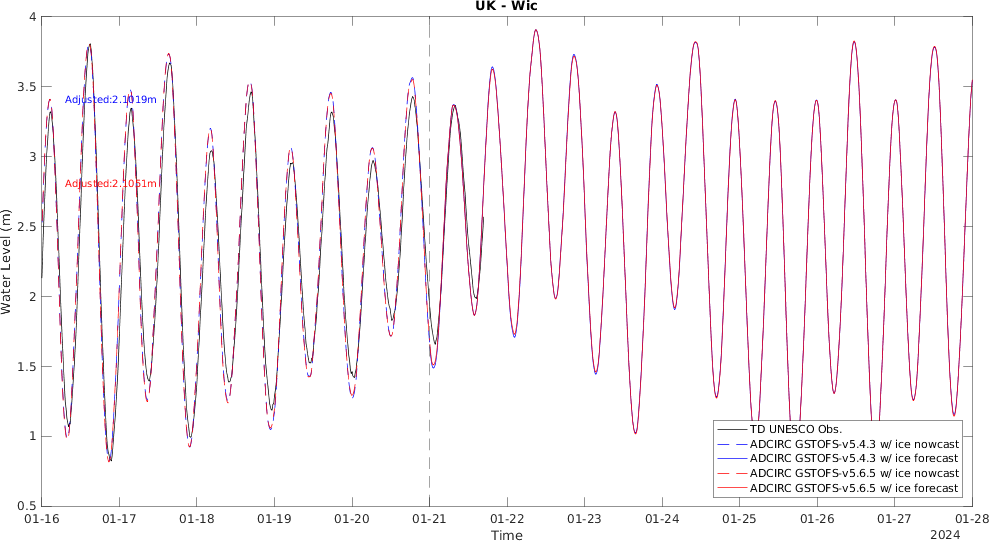 UK - Wic
4
3.5
3
2.5
2
1.5
1
0.5
Water Level (m)
Adjusted:2.1019m
Adjusted:2.1061m
TD UNESCO Obs.
ADCIRC GSTOFS-v5.4.3 w/ ice nowcast
ADCIRC GSTOFS-v5.4.3 w/ ice forecast
ADCIRC GSTOFS-v5.6.5 w/ ice nowcast
ADCIRC GSTOFS-v5.6.5 w/ ice forecast
01-16 01-17 01-18 01-19 01-20 01-21 01-22 01-23 01-24 01-25 01-26 01-27 01-28
Time
2024